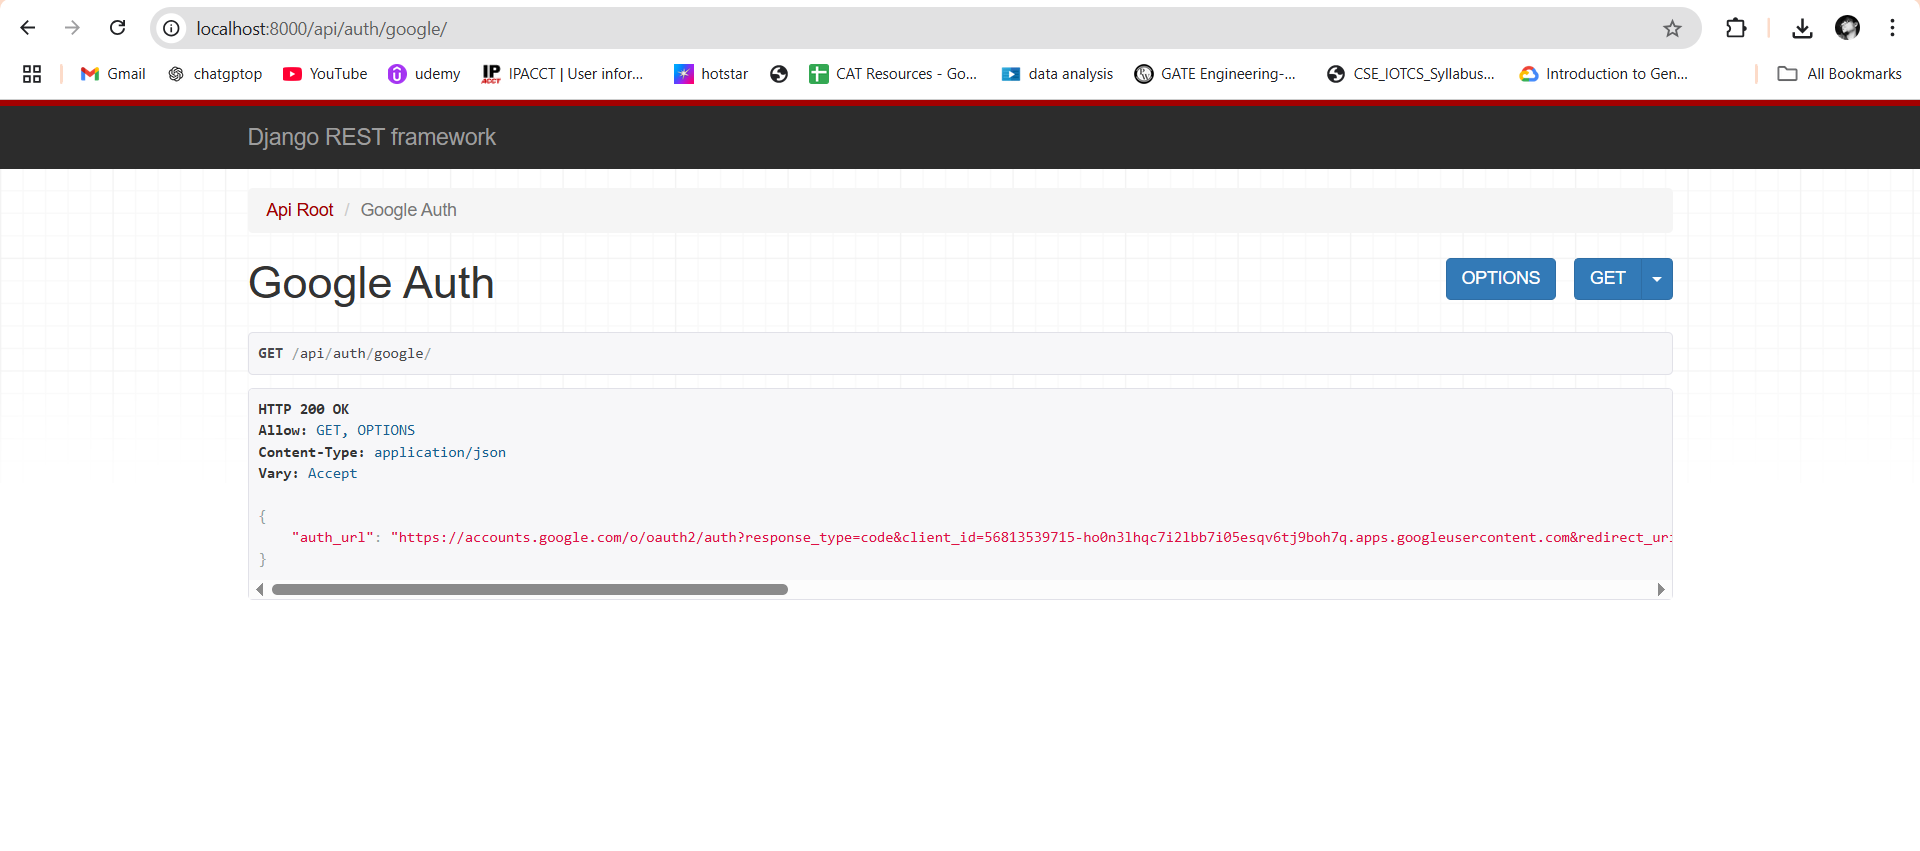 localhost:8000/api/auth/google/
Gmail chatgptop YouTube udemy IPACCT | User infor... hotstar CAT Resources - Go... data analysis GATE Engineering-... CSE_IOTCS_Syllabus... Introduction to Gen... All Bookmarks
Django REST framework
Api Root / Google Auth
Google Auth
OPTIONS GET
GET /api/auth/google/
HTTP 200 OK
Allow: GET, OPTIONS
Content-Type: application/json
Vary: Accept
{
"auth_url": "https://accounts.google.com/o/oauth2/auth?response_type=code&client_id=56813539715-ho0n3lhqc7i2lbb7i05esqv6tj9boh7q.apps.googleusercontent.com&redirect_uri
}